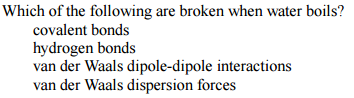 Which of the following are broken when water boils?
covalent bonds
hydrogen bonds
van der Waals dipole-dipole interactions
van der Waals dispersion forces